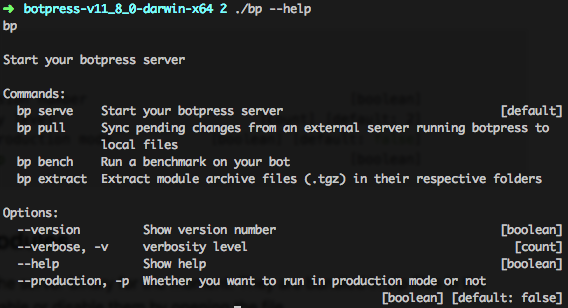 ➜ botpress-v11_8_0-darwin-x64 2 ./bp --help
bp
Start your botpress server
Commands:
bp serve Start your botpress server [default]
bp pull Sync pending changes from an external server running botpress to
local files
bp bench Run a benchmark on your bot
bp extract Extract module archive files (.tgz) in their respective folders
Options:
--version Show version number [boolean]
--verbose, -v verbosity level [count]
--help Show help [boolean]
--production, -p Whether you want to run in production mode or not
[boolean] [default: false]